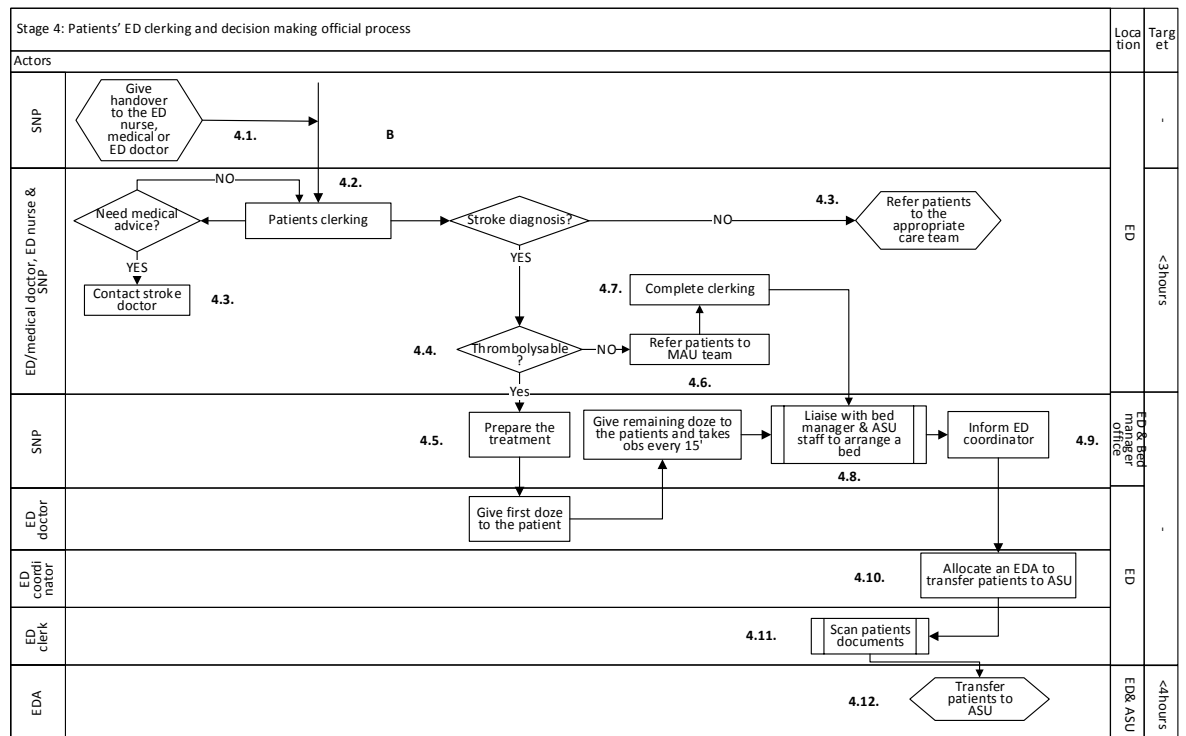 Stage 4: Patients' ED clerking and decision making official process
Loca
tion
Targ
et
Actors
SNP
Give
handover
to the ED
nurse,
medical or
ED doctor
4.1.
B
-
ED/medical doctor, ED nurse &
SNP
NO
4.2.
Need medical
advice?
Patients clerking
Stroke diagnosis?
NO
4.3.
Refer patients
to the
appropriate
care team
ED
<3hours
YES
Contact stroke
doctor
4.3.
YES
4.7.
Complete clerking
4.4.
Thrombolysable
?
NO
Refer patients to
MAU team
4.6.
Yes
SNP
4.5.
Prepare the
treatment
Give remaining doze to
the patients and takes
obs every 15'
Liaise with bed
manager & ASU
staff to arrange a
bed
4.8.
Inform ED
coordinator
4.9.
ED & Bed
manager
office
ED
doctor
Give first doze
to the patient
-
ED
coordi
nator
4.10.
Allocate an EDA to
transfer patients to ASU
ED
ED
clerk
4.11.
Scan patients
documents
EDA
4.12.
Transfer
patients to
ASU
ED& ASU
<4hours